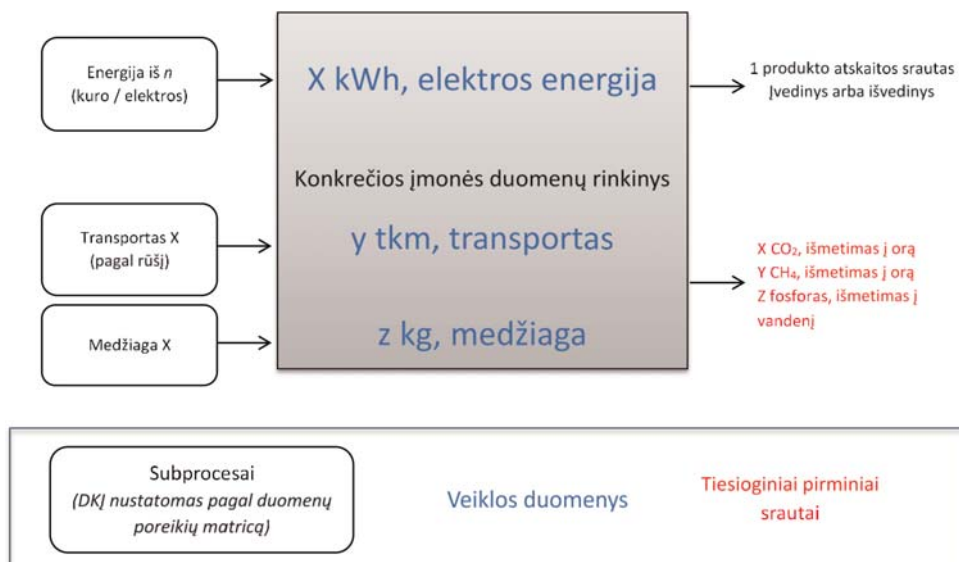 Energija iš n
(kuro / elektros)
X kWh, elektros energija
1 produkto atskaitos srautas
Įvedinys arba išvedinys
Konkrečios įmonės duomenų rinkinys
Transportas X
(pagal rūšį)
y tkm, transportas
X CO₂, išmetimas į orą
Y CH₄, išmetimas į orą
Z fosforas, išmetimas į
vandenį
Medžiaga X
z kg, medžiaga
Subprocesai
(DKĮ nustatomas pagal duomenų
poreikių matricą)
Veiklos duomenys
Tiesioginiai pirminiai
srautai